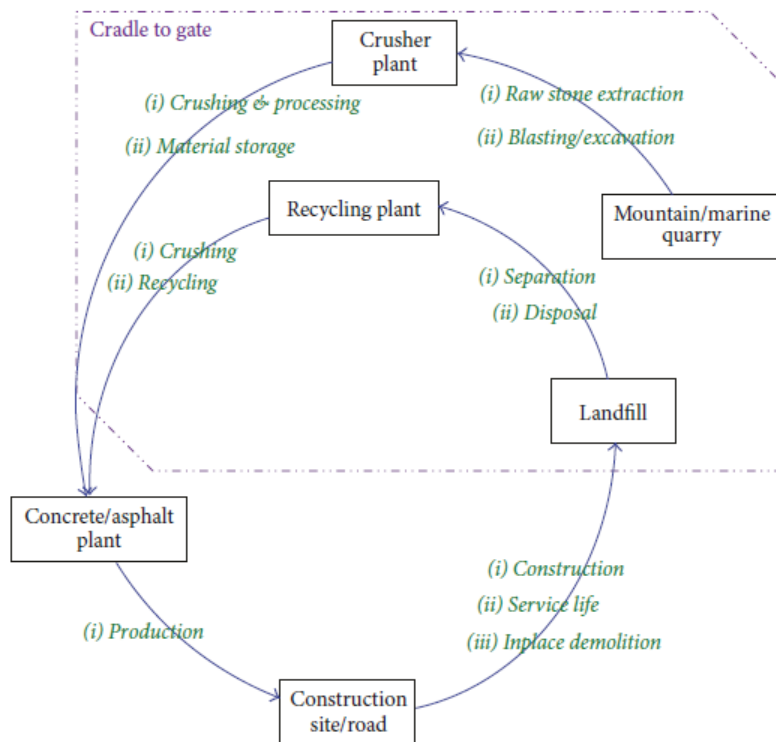 Cradle to gate
Crusher
plant
(i) Crushing & processing
(ii) Material storage
(i) Raw stone extraction
(ii) Blasting/excavation
Recycling plant
Mountain/marine
quarry
(i) Crushing
(ii) Recycling
(i) Separation
(ii) Disposal
Landfill
Concrete/asphalt
plant
(i) Construction
(ii) Service life
(iii) Inplace demolition
(i) Production
Construction
site/road